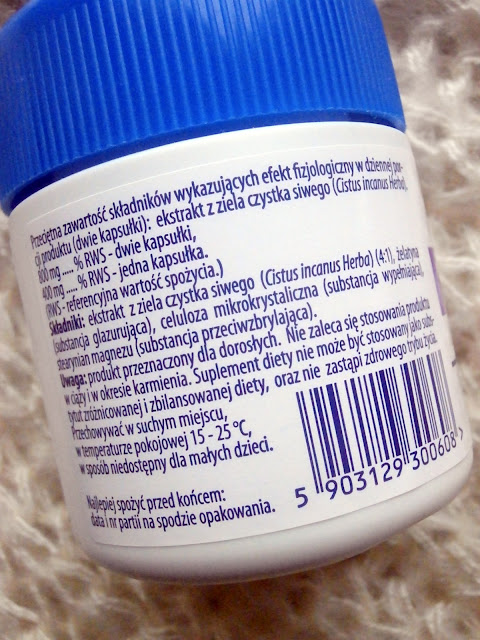 Przeciętna zawartość składników wykazujących efekt fizjologiczny w dziennej por-
cji produktu (dwie kapsułki): ekstrakt z ziela czystka siwego (Cistus incanus Herba).
800 mg ..... % RWS - dwie kapsułki,
400 mg ..... % RWS - jedna kapsułka.
(RWS - referencyjna wartość spożycia.)
Składniki: ekstrakt z ziela czystka siwego (Cistus incanus Herba) (4:1), żelatyna
(substancja glazurująca), celuloza mikrokrystaliczna (substancja wypełniająca),
stearynian magnezu (substancja przeciwzbrylająca).
Uwaga: produkt przeznaczony dla dorosłych. Nie zaleca się stosowania produktu
w ciąży i w okresie karmienia. Suplement diety nie może być stosowany jako subs-
tytut zróżnicowanej i zbilansowanej diety, oraz nie zastąpi zdrowego trybu życia.
Przechowywać w suchym miejscu,
w temperaturze pokojowej 15 - 25 °C,
w sposób niedostępny dla małych dzieci.
Najlepiej spożyć przed końcem:
data i nr partii na spodzie opakowania.
5 903129 300608 >